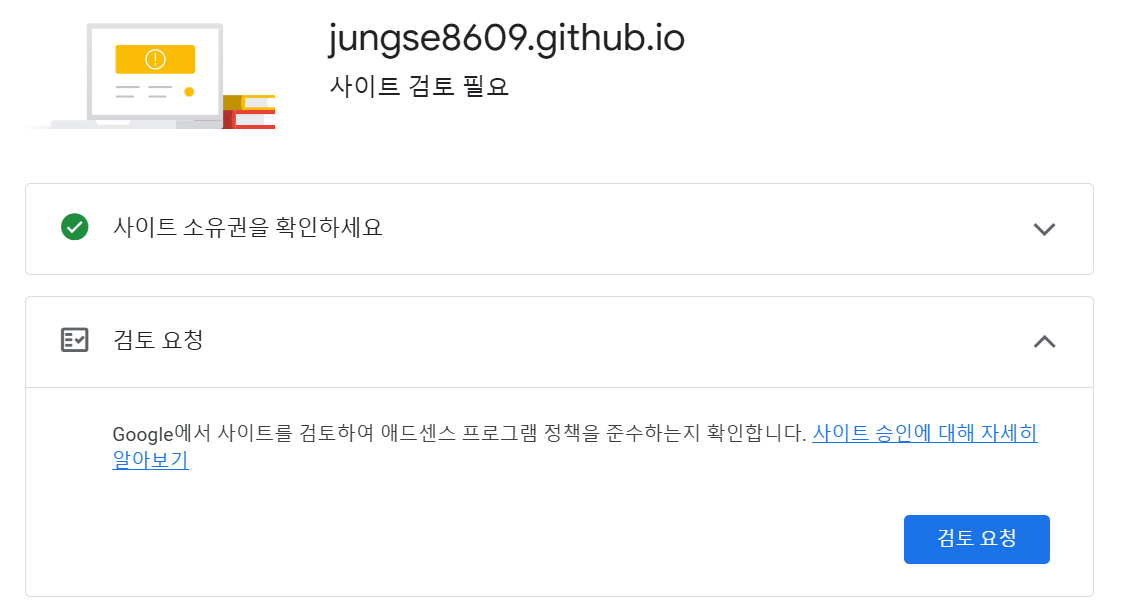 jungse8609.github.io
사이트 검토 필요
사이트 소유권을 확인하세요
검토 요청
Google에서 사이트를 검토하여 애드센스 프로그램 정책을 준수하는지 확인합니다. 사이트 승인에 대해 자세히
알아보기
검토 요청